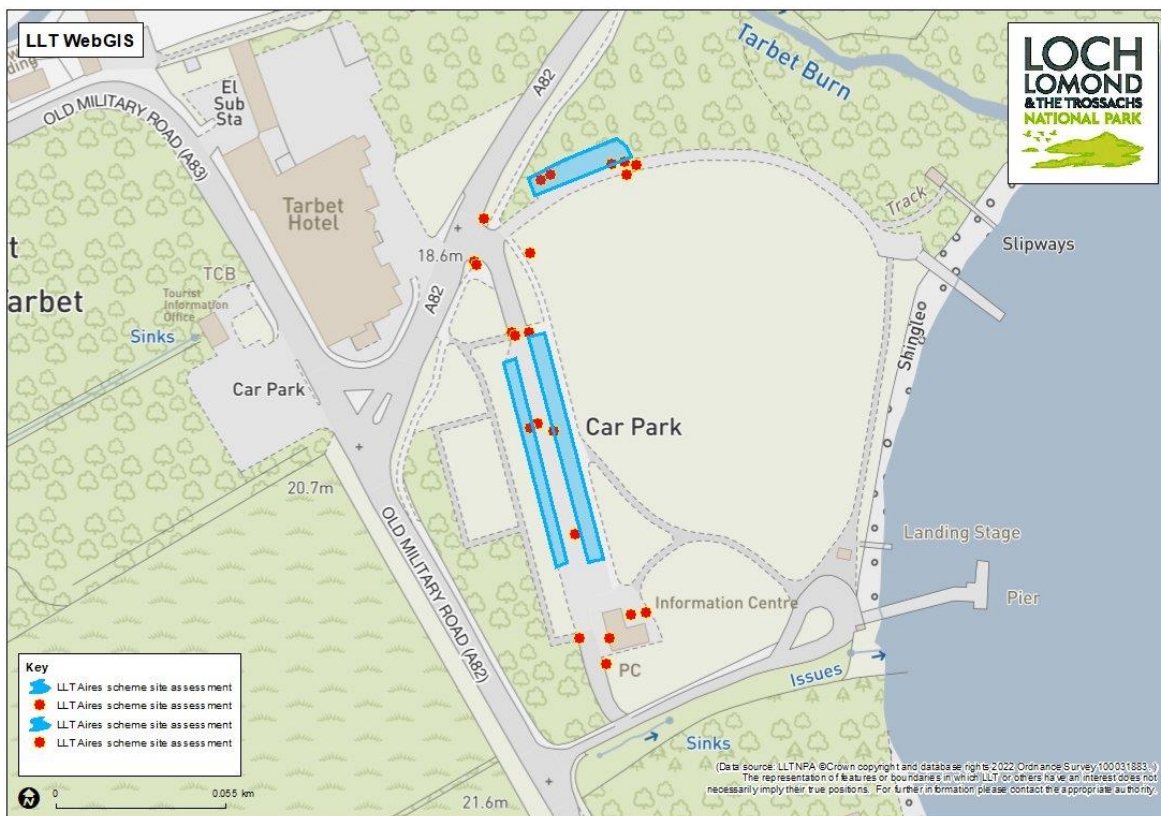 LLT WebGIS
LOCH
LOMOND
& THE TROSSACHS
NATIONAL PARK
Tarbet Burn
A82
El
Sub
Sta
OLD MILITARY ROAD (A83)
Tarbet
Hotel
Track
Slipways
18.6m
TCB
Tourist
Information
Office
Sinks
A82
arbet
Shingle
Car Park
Car Park
20.7m
OLD MILITARY ROAD (A82)
Landing Stage
Information Centre
Pier
PC
Issues
Sinks
Key
LLT Aires scheme site assessment
LLT Aires scheme site assessment
LLT Aires scheme site assessment
LLT Aires scheme site assessment
0 0.055 km
21.6m
(Data source: LLTNPA ©Crown copyright and database rights 2022 Ordnance Survey 100031883. )
The representation of features or boundaries in which LLT or others have an interest does not
necessarily imply their true positions. For further information please contact the appropriate authority.